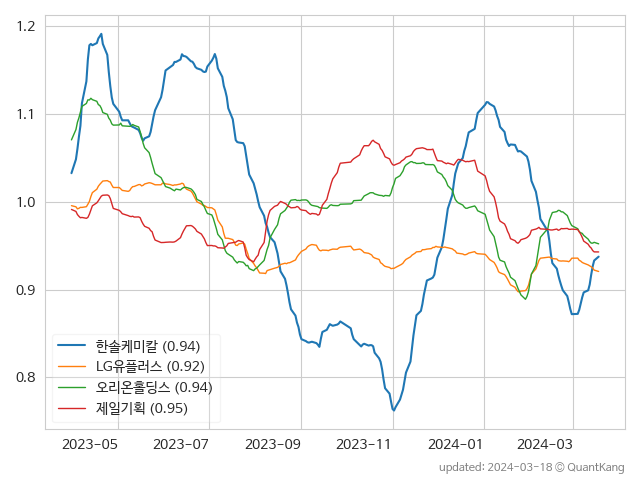 1.2
1.1
1.0
0.9
0.8
한솔케미칼 (0.94)
LG유플러스 (0.92)
오리온홀딩스 (0.94)
제일기획 (0.95)
2023-05 2023-07 2023-09 2023-11 2024-01 2024-03
updated: 2024-03-18 © QuantKang